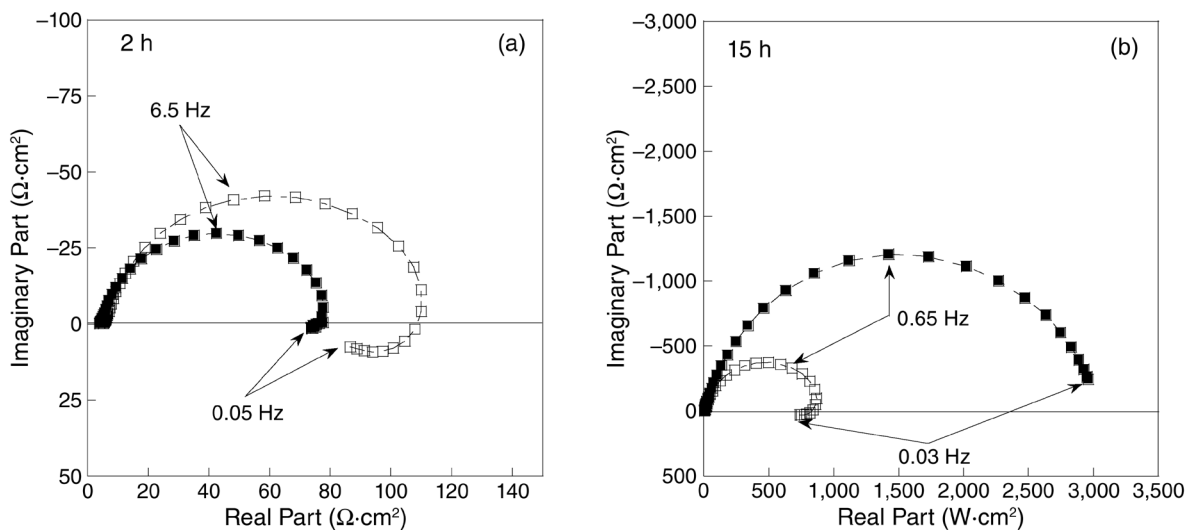 2 h
(a)
–100
–75
–50
–25
0
25
50
6.5 Hz
0.05 Hz
Imaginary Part (Ω·cm²)
0 20 40 60 80 100 120 140
Real Part (Ω·cm²)
15 h
(b)
–3,000
–2,500
–2,000
–1,500
–1,000
–500
0
500
0.65 Hz
0.03 Hz
Imaginary Part (Ω·cm²)
0 500 1,000 1,500 2,000 2,500 3,000 3,500
Real Part (W·cm²)